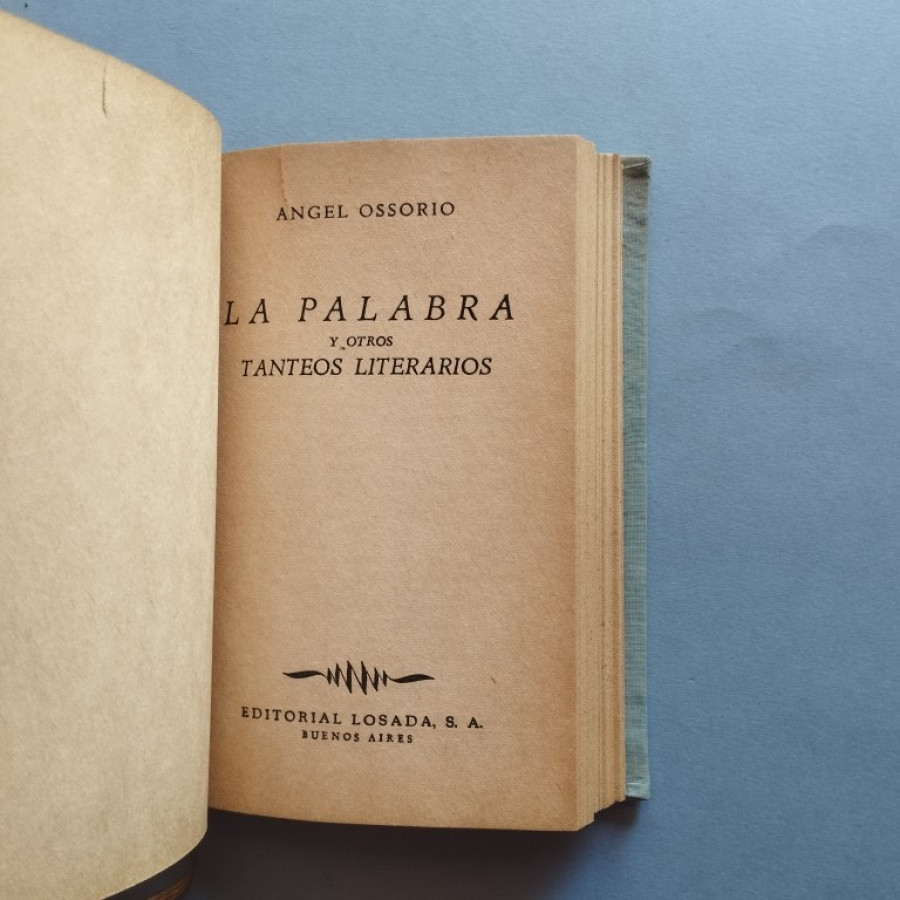 ANGEL OSSORIO
LA PALABRA
Y OTROS
TANTEOS LITERARIOS
EDITORIAL LOSADA, S. A.
BUENOS AIRES